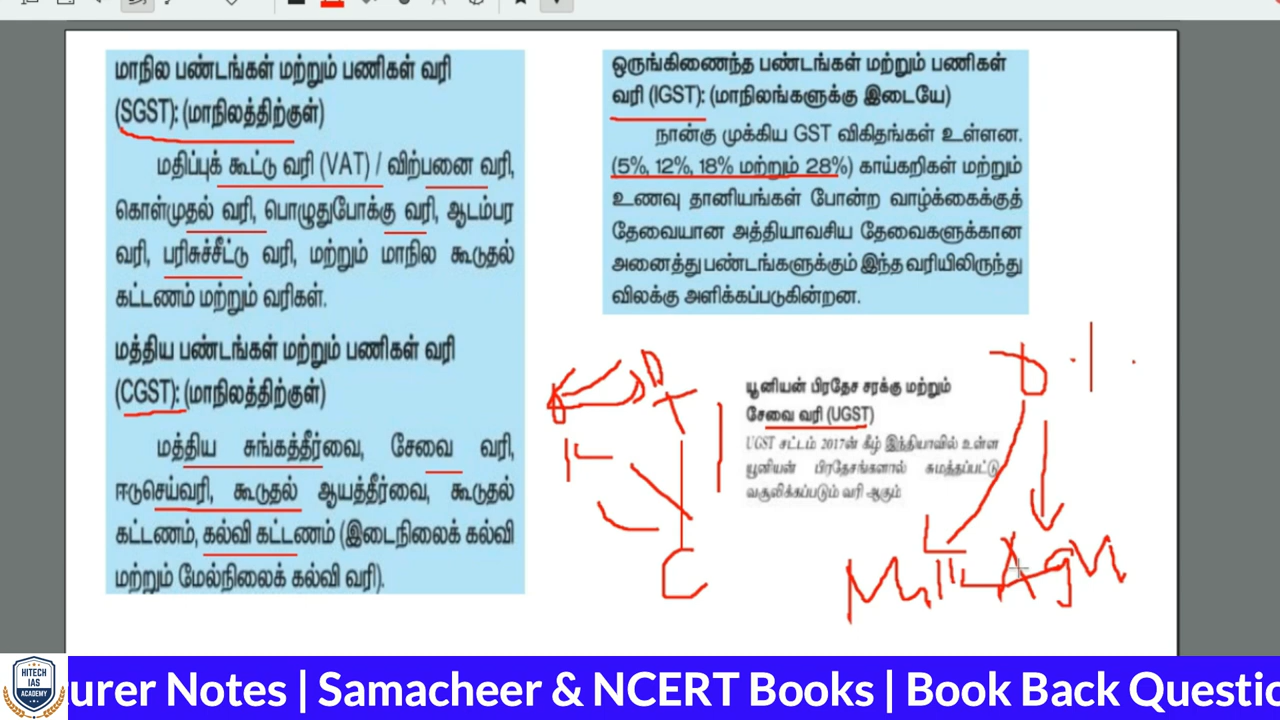 மாநில பண்டங்கள் மற்றும் பணிகள் வரி
(SGST): (மாநிலத்திற்குள்)
மதிப்புக் கூட்டு வரி (VAT) / விற்பனை வரி,
கொள்முதல் வரி, பொழுதுபோக்கு வரி, ஆடம்பர
வரி, பரிசுச்சீட்டு வரி, மற்றும் மாநில கூடுதல்
கட்டணம் மற்றும் வரிகள்.
மத்திய பண்டங்கள் மற்றும் பணிகள் வரி
(CGST): (மாநிலத்திற்குள்)
மத்திய சுங்கத்தீர்வை, சேவை வரி,
ஈடுசெய்வரி, கூடுதல் ஆயத்தீர்வை, கூடுதல்
கட்டணம், கல்வி கட்டணம் (இடைநிலைக் கல்வி
மற்றும் மேல்நிலைக் கல்வி வரி).
ஒருங்கிணைந்த பண்டங்கள் மற்றும் பணிகள்
வரி (IGST): (மாநிலங்களுக்கு இடையே)
நான்கு முக்கிய GST விகிதங்கள் உள்ளன.
(5%, 12%, 18% மற்றும் 28%) காய்கறிகள் மற்றும்
உணவு தானியங்கள் போன்ற வாழ்க்கைக்குத்
தேவையான அத்தியாவசிய தேவைகளுக்கான
அனைத்து பண்டங்களுக்கும் இந்த வரியிலிருந்து
விலக்கு அளிக்கப்படுகின்றன.
யூனியன் பிரதேச சரக்கு மற்றும்
சேவை வரி (UGST)
UGST சட்டம் 2017ன் கீழ் இந்தியாவில் உள்ள
யூனியன் பிரதேசங்களால் சுமத்தப்பட்டு
வசூலிக்கப்படும் வரி ஆகும்
HITECH
IAS
ACADEMY
urer Notes | Samacheer & NCERT Books | Book Back Questio